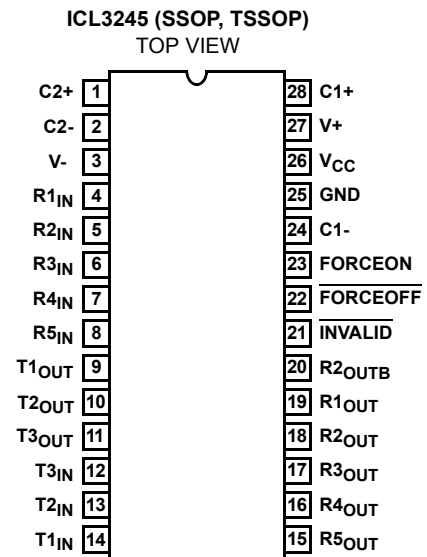 ICL3245 (SSOP, TSSOP)
TOP VIEW
C2+ 1 28 C1+
C2- 2 27 V+
V- 3 26 VCC
R1IN 4 25 GND
R2IN 5 24 C1-
R3IN 6 23 FORCEON
R4IN 7 22 FORCEOFF
R5IN 8 21 INVALID
T1OUT 9 20 R2OUTB
T2OUT 10 19 R1OUT
T3OUT 11 18 R2OUT
T3IN 12 17 R3OUT
T2IN 13 16 R4OUT
T1IN 14 15 R5OUT